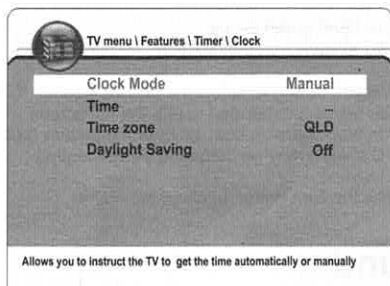 TV menu \ Features \ Timer \ Clock
Clock Mode Manual
Time ...
Time zone QLD
Daylight Saving Off
Allows you to instruct the TV to get the time automatically or manually